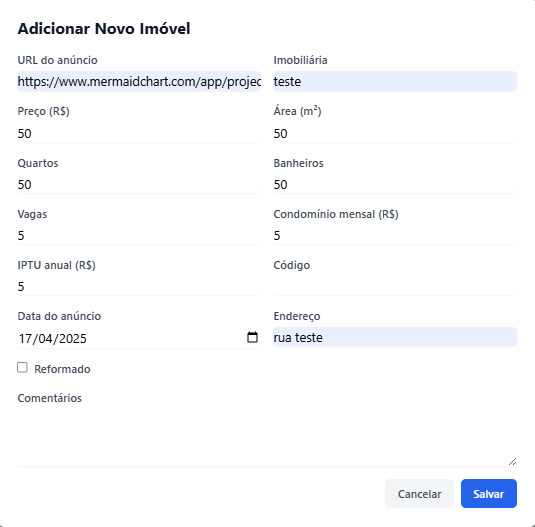 Adicionar Novo Imóvel
URL do anúncio
Imobiliária
https://www.mermaidchart.com/app/projec
teste
Preço (R$)
Área (m²)
50
50
Quartos
Banheiros
50
50
Vagas
Condomínio mensal (R$)
5
5
IPTU anual (R$)
Código
5
Data do anúncio
Endereço
17/04/2025
rua teste
Reformado
Comentários
Cancelar
Salvar